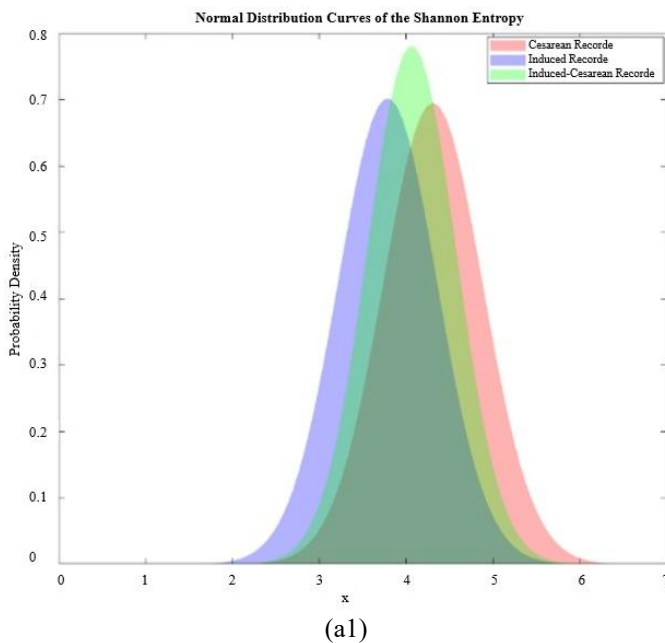 Normal Distribution Curves of the Shannon Entropy
0.8
0.7
0.6
0.5
0.4
0.3
0.2
0.1
0
Probability Density
Cesarean Recorde
Induced Recorde
Induced-Cesarean Recorde
0 1 2 3 4 5 6 7
x
(a1)